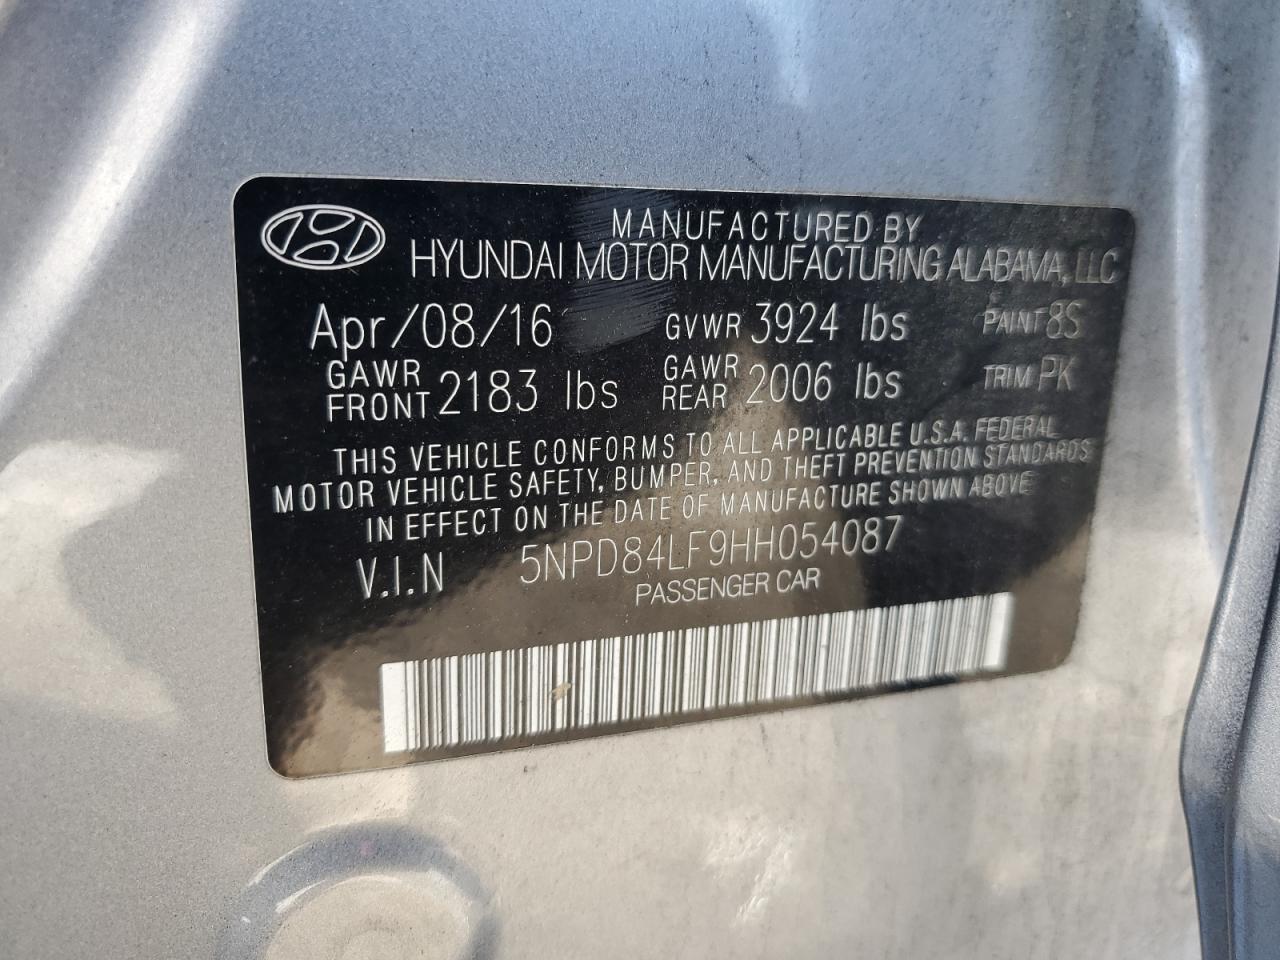 MANUFACTURED BY
HYUNDAI MOTOR MANUFACTURING ALABAMA, LLC
Apr/08/16 GVWR 3924 lbs PAINT 8S
GAWR FRONT 2183 lbs GAWR REAR 2006 lbs TRIM PK
THIS VEHICLE CONFORMS TO ALL APPLICABLE U.S.A. FEDERAL
MOTOR VEHICLE SAFETY, BUMPER, AND THEFT PREVENTION STANDARDS
IN EFFECT ON THE DATE OF MANUFACTURE SHOWN ABOVE
V.I.N 5NPD84LF9HH054087
PASSENGER CAR